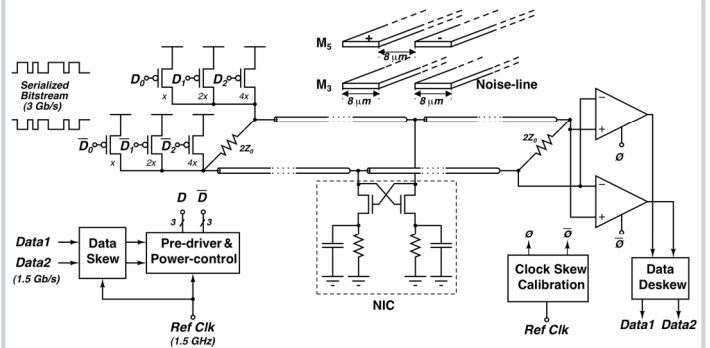 M5
+
-
8 μm
M3
8 μm
8 μm
Noise-line
Serialized
Bitstream
(3 Gb/s)
D0
D1
D2
x
2x
4x
D̅0
D̅1
D̅2
x
2x
4x
2Z0
2Z0
-
+
ø
-
+
ø̅
D D̅
3 3
Data1
Data2
(1.5 Gb/s)
Data
Skew
Pre-driver &
Power-control
Ref Clk
(1.5 GHz)
NIC
ø ø̅
Clock Skew
Calibration
Ref Clk
Data
Deskew
Data1 Data2